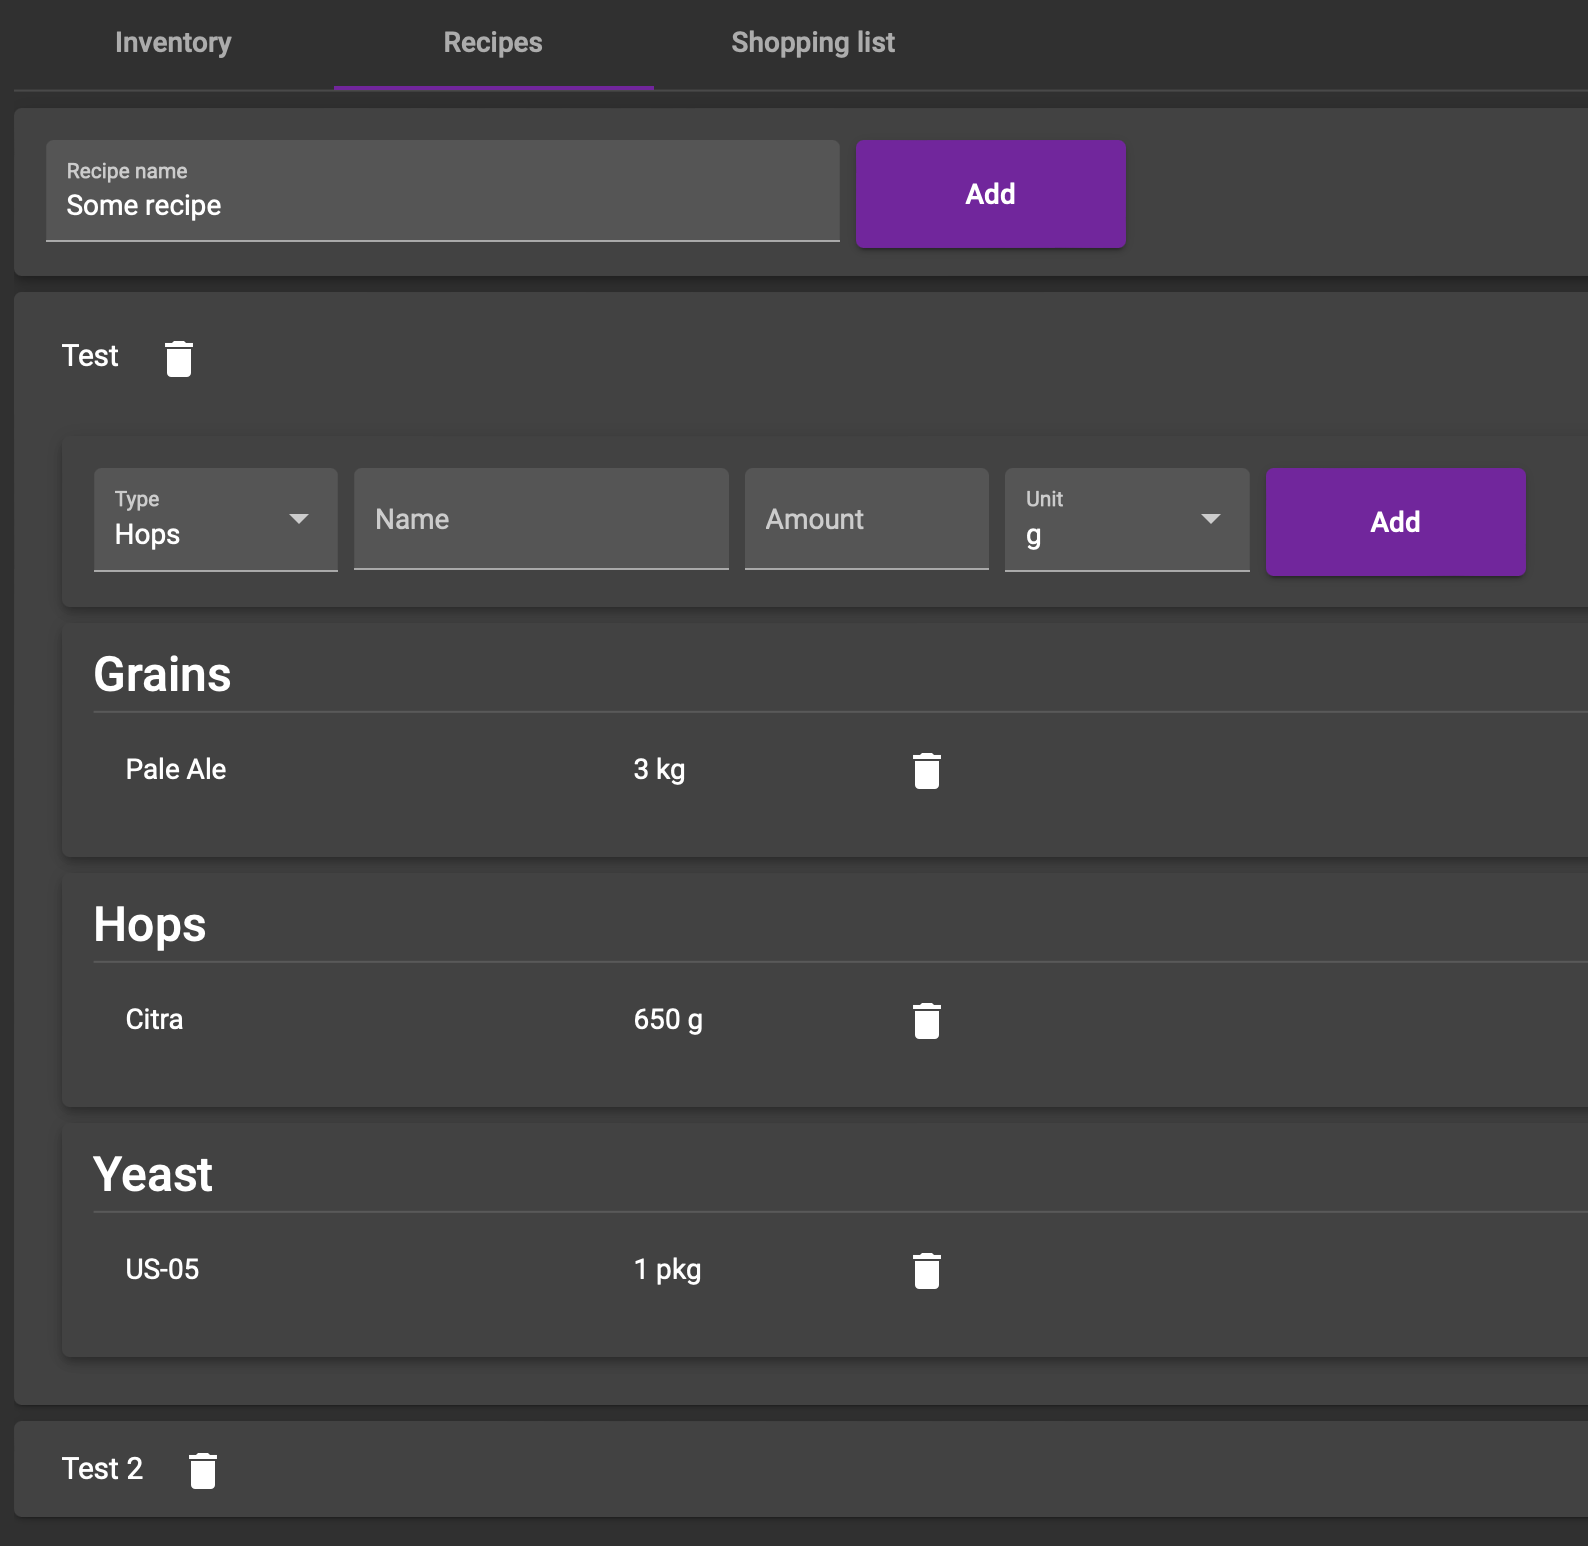 Inventory Recipes Shopping list
Recipe name
Some recipe
Add
Test
Type
Hops
Name
Amount
Unit
g
Add
Grains
Pale Ale 3 kg
Hops
Citra 650 g
Yeast
US-05 1 pkg
Test 2